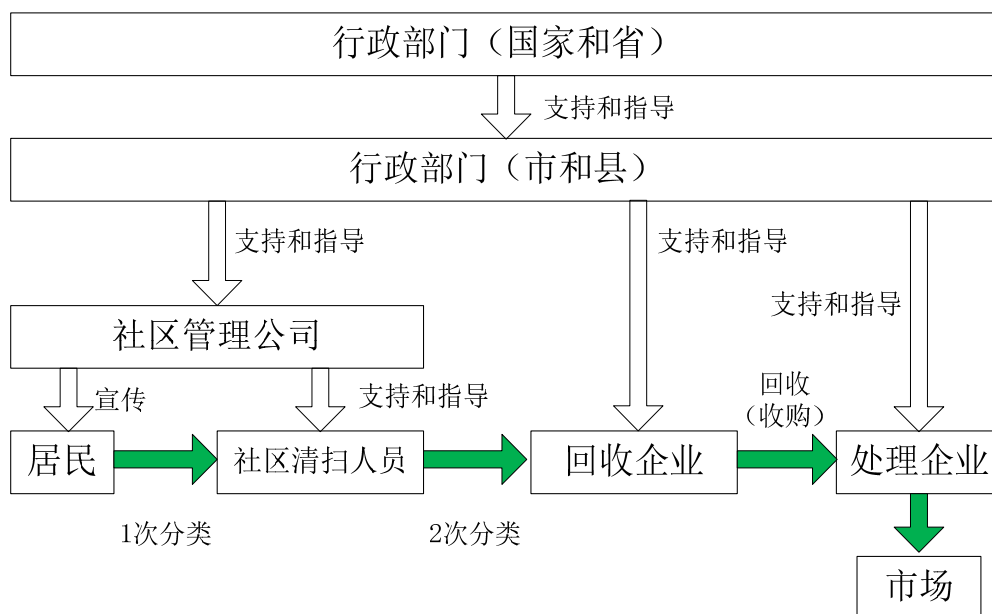 行政部门（国家和省）
支持和指导
行政部门（市和县）
支持和指导
支持和指导
支持和指导
社区管理公司
宣传
支持和指导
回收
（收购）
居民
社区清扫人员
回收企业
处理企业
1次分类
2次分类
市场